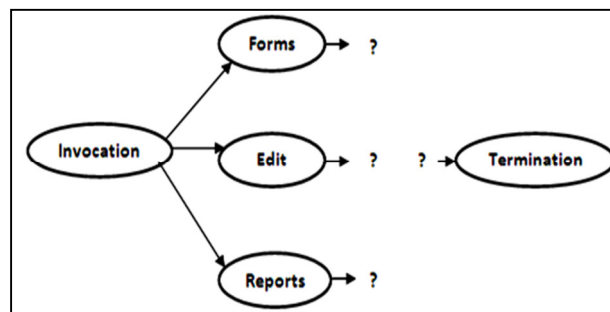 Forms
?
Invocation
Edit
?
?
Termination
Reports
?